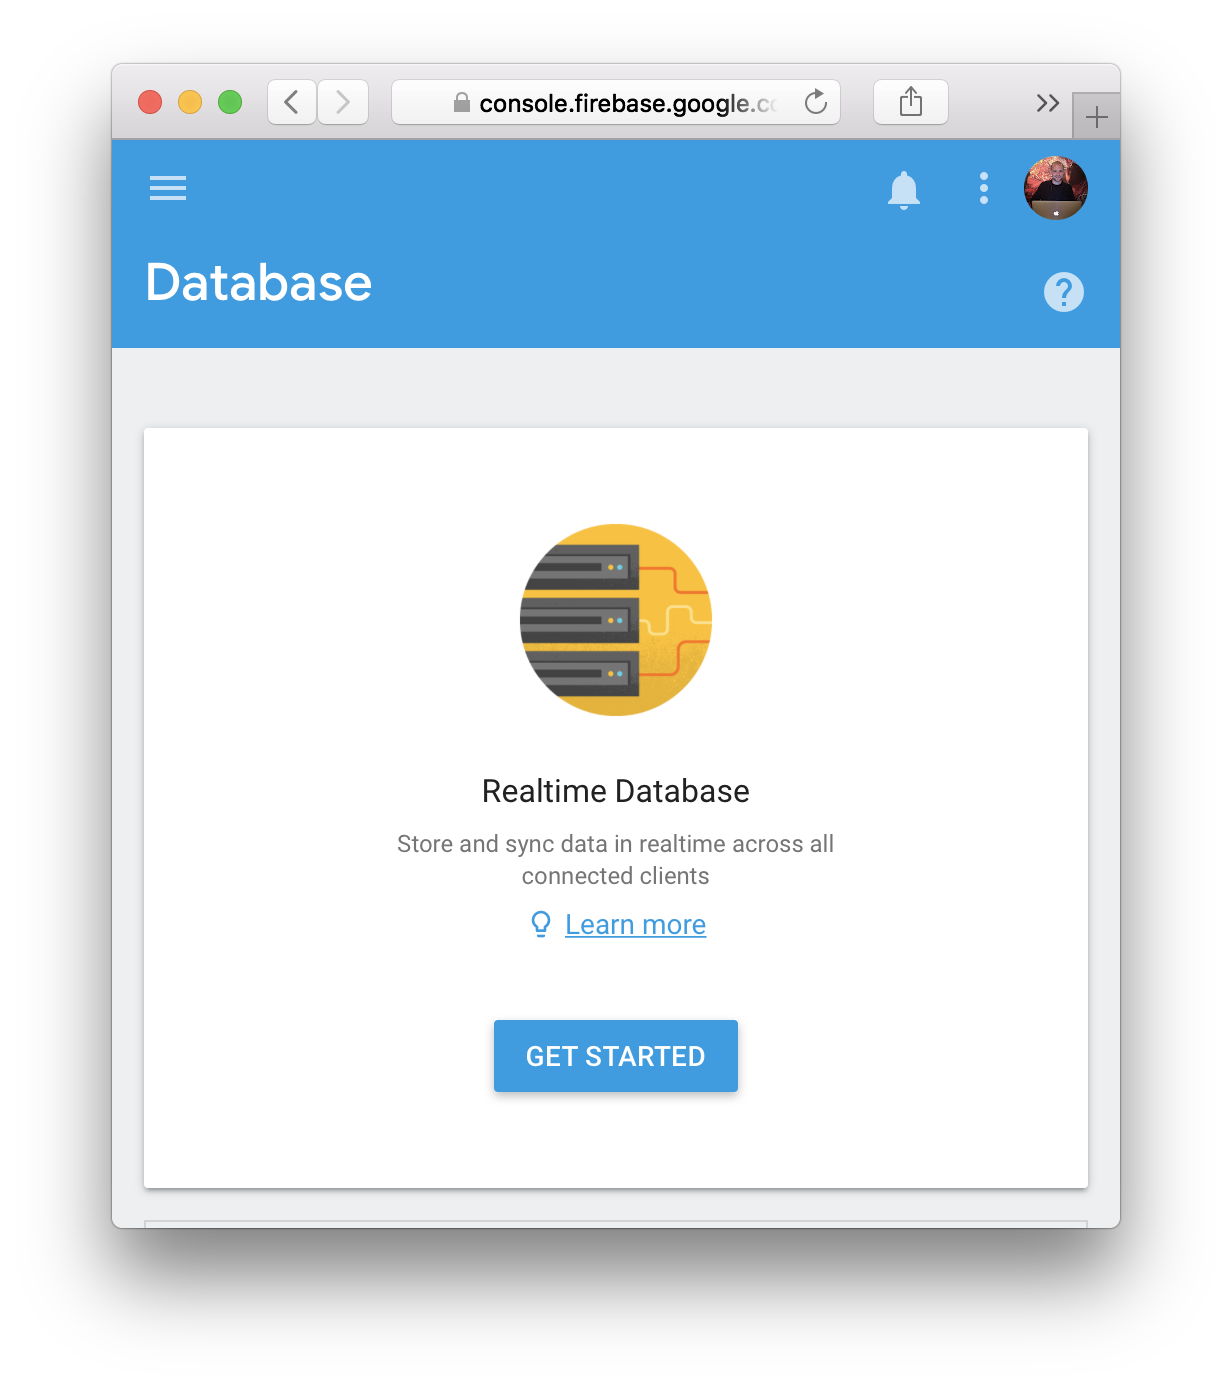 console.firebase.google.co
Database
Realtime Database
Store and sync data in realtime across all
connected clients
Learn more
GET STARTED